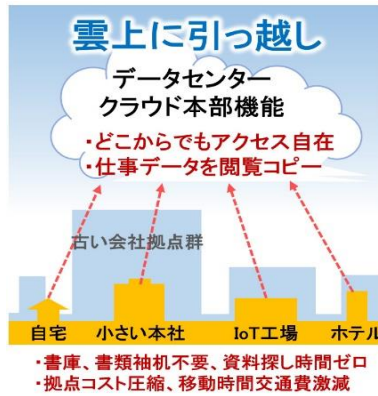 雲上に引っ越し
データセンター
クラウド本部機能
・どこからでもアクセス自在
・仕事データを閲覧コピー
古い会社拠点群
自宅 小さい本社 IoT工場 ホテル
・書庫、書類袖机不要、資料探し時間ゼロ
・拠点コスト圧縮、移動時間交通費激減